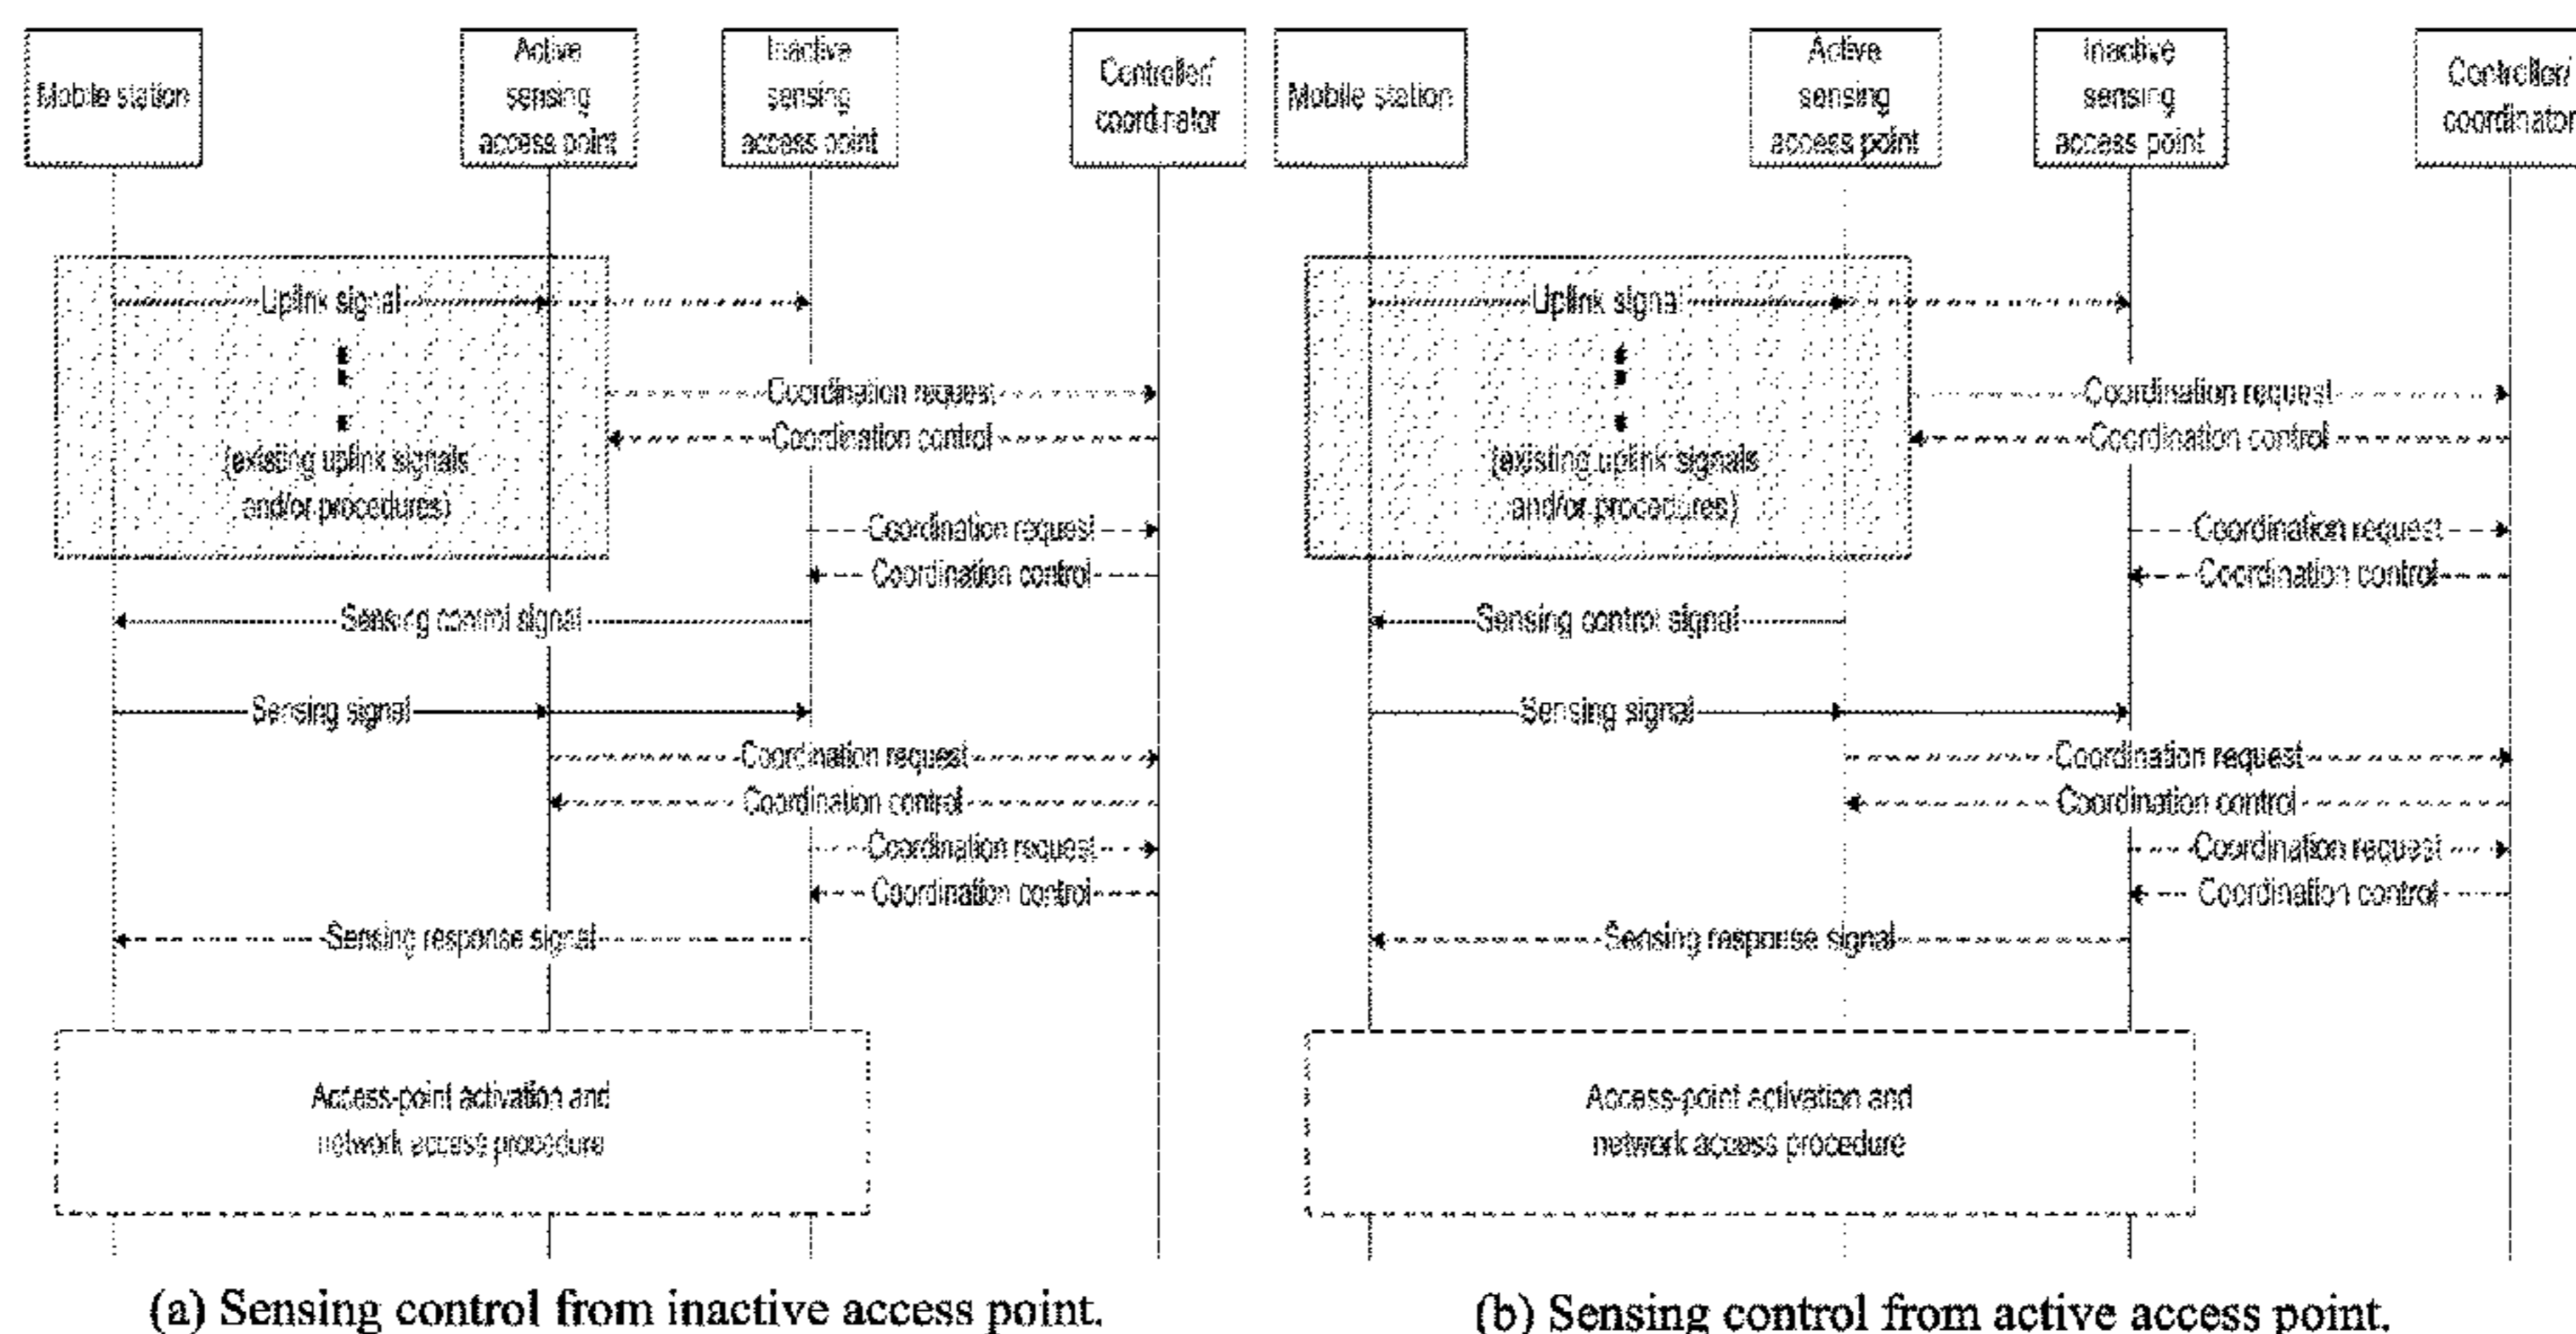 Mobile station
Active
sensing
access point
Inactive
sensing
access point
Controller/
coordinator
Uplink signal
(existing uplink signals
and/or procedures)
Coordination request
Coordination control
Coordination request
Coordination control
Sensing control signal
Sensing signal
Coordination request
Coordination control
Coordination request
Coordination control
Sensing response signal
Access-point activation and
network access procedure
(a) Sensing control from inactive access point.
Mobile station
Active
sensing
access point
Inactive
sensing
access point
Controller/
coordinator
Uplink signal
(existing uplink signals
and/or procedures)
Coordination request
Coordination control
Coordination request
Coordination control
Sensing control signal
Sensing signal
Coordination request
Coordination control
Coordination request
Coordination control
Sensing response signal
Access-point activation and
network access procedure
(b) Sensing control from active access point.